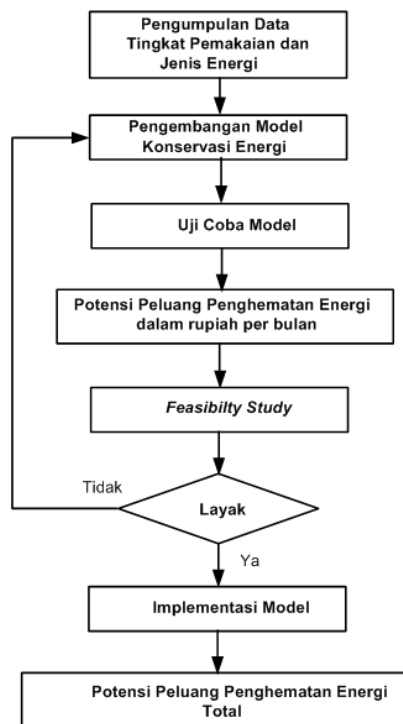 Pengumpulan Data
Tingkat Pemakaian dan
Jenis Energi
Pengembangan Model
Konservasi Energi
Uji Coba Model
Potensi Peluang Penghematan Energi
dalam rupiah per bulan
Feasibilty Study
Tidak
Layak
Ya
Implementasi Model
Potensi Peluang Penghematan Energi
Total